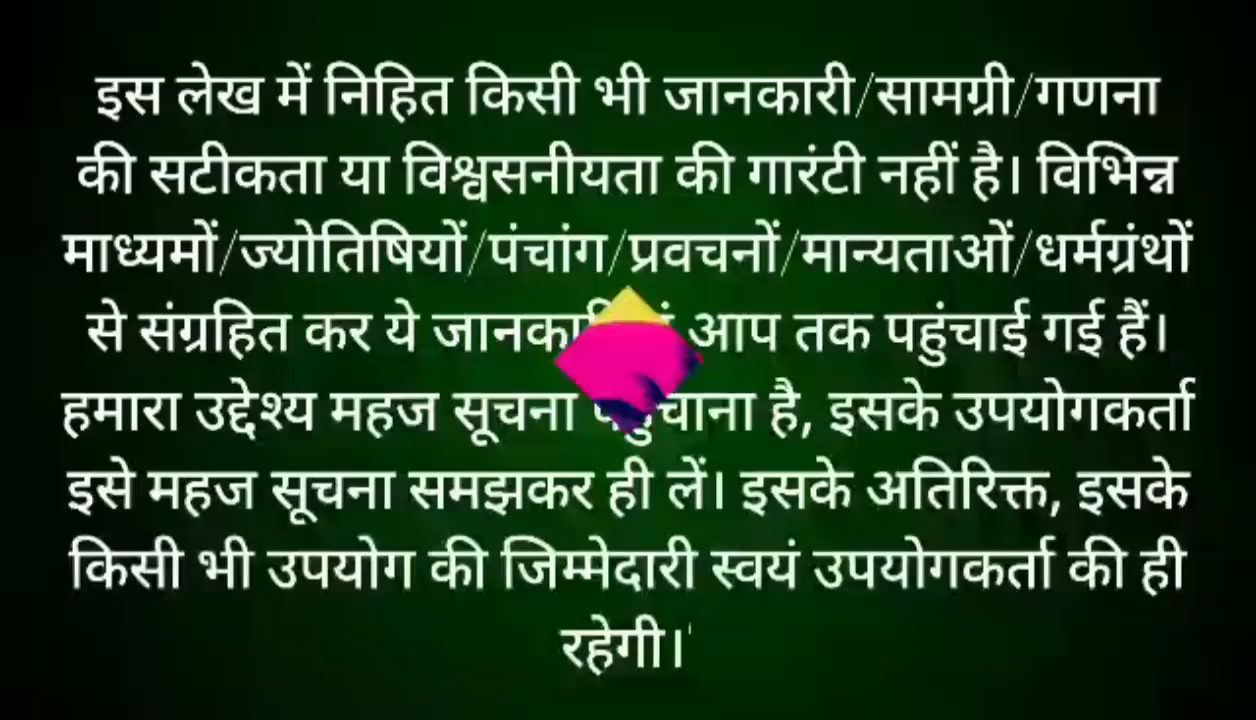 इस लेख में निहित किसी भी जानकारी/सामग्री/गणना
की सटीकता या विश्वसनीयता की गारंटी नहीं है। विभिन्न
माध्यमों/ज्योतिषियों/पंचांग/प्रवचनों/मान्यताओं/धर्मग्रंथों
से संग्रहित कर ये आप तक पहुंचाई गई हैं।
हमारा उद्देश्य महज सूचना है, इसके उपयोगकर्ता
इसे महज सूचना समझकर ही लें। इसके अतिरिक्त, इसके
किसी भी उपयोग की जिम्मेदारी स्वयं उपयोगकर्ता की ही
रहेगी।'